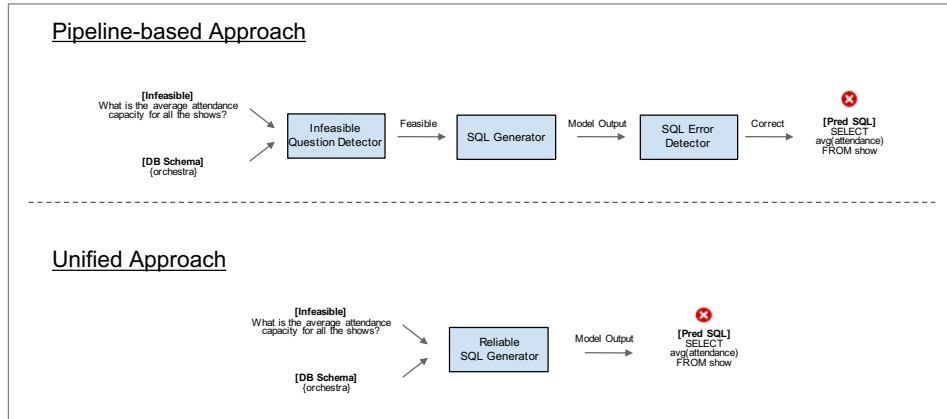 Pipeline-based Approach
[Infeasible]
What is the average attendance
capacity for all the shows?
[DB Schema]
{orchestra}
Infeasible
Question Detector
Feasible
SQL Generator
Model Output
SQL Error
Detector
Correct
[Pred SQL]
SELECT
avg(attendance)
FROM show
Unified Approach
[Infeasible]
What is the average attendance
capacity for all the shows?
[DB Schema]
{orchestra}
Reliable
SQL Generator
Model Output
[Pred SQL]
SELECT
avg(attendance)
FROM show